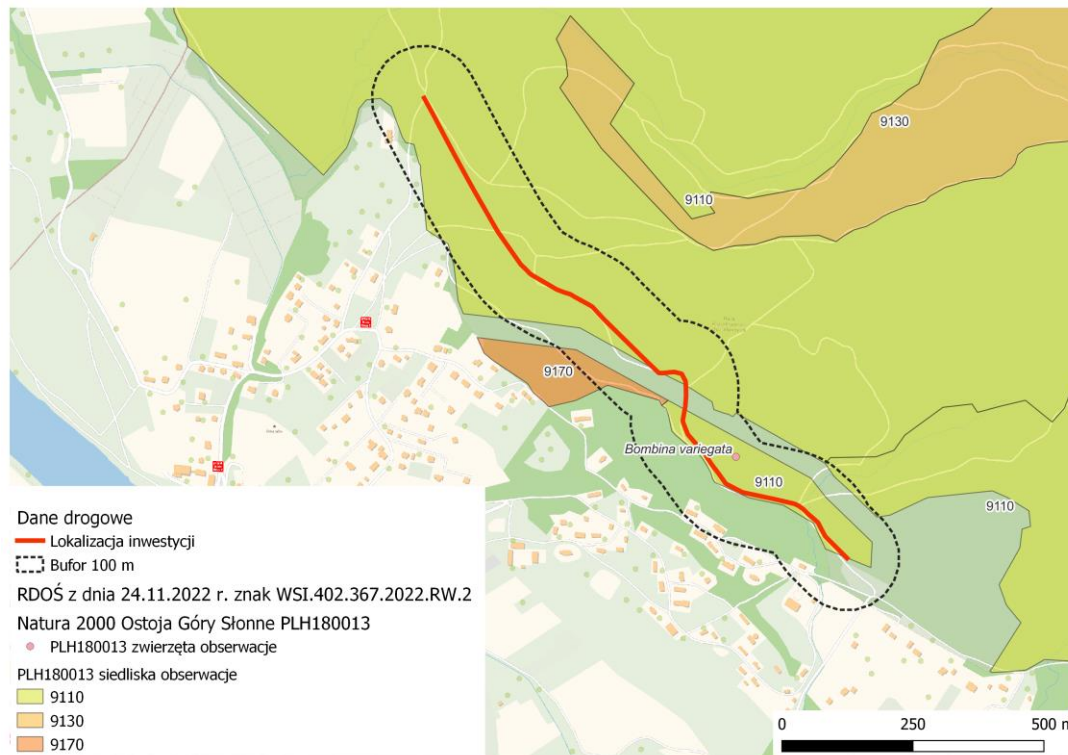 9130
9110
9170
Bombina variegata
9110
9110
Dane drogowe
Lokalizacja inwestycji
Bufor 100 m
RDOŚ z dnia 24.11.2022 r. znak WSI.402.367.2022.RW.2
Natura 2000 Ostoja Góry Słonne PLH180013
PLH180013 zwierzęta obserwacje
PLH180013 siedliska obserwacje
9110
9130
9170
0 250 500 m